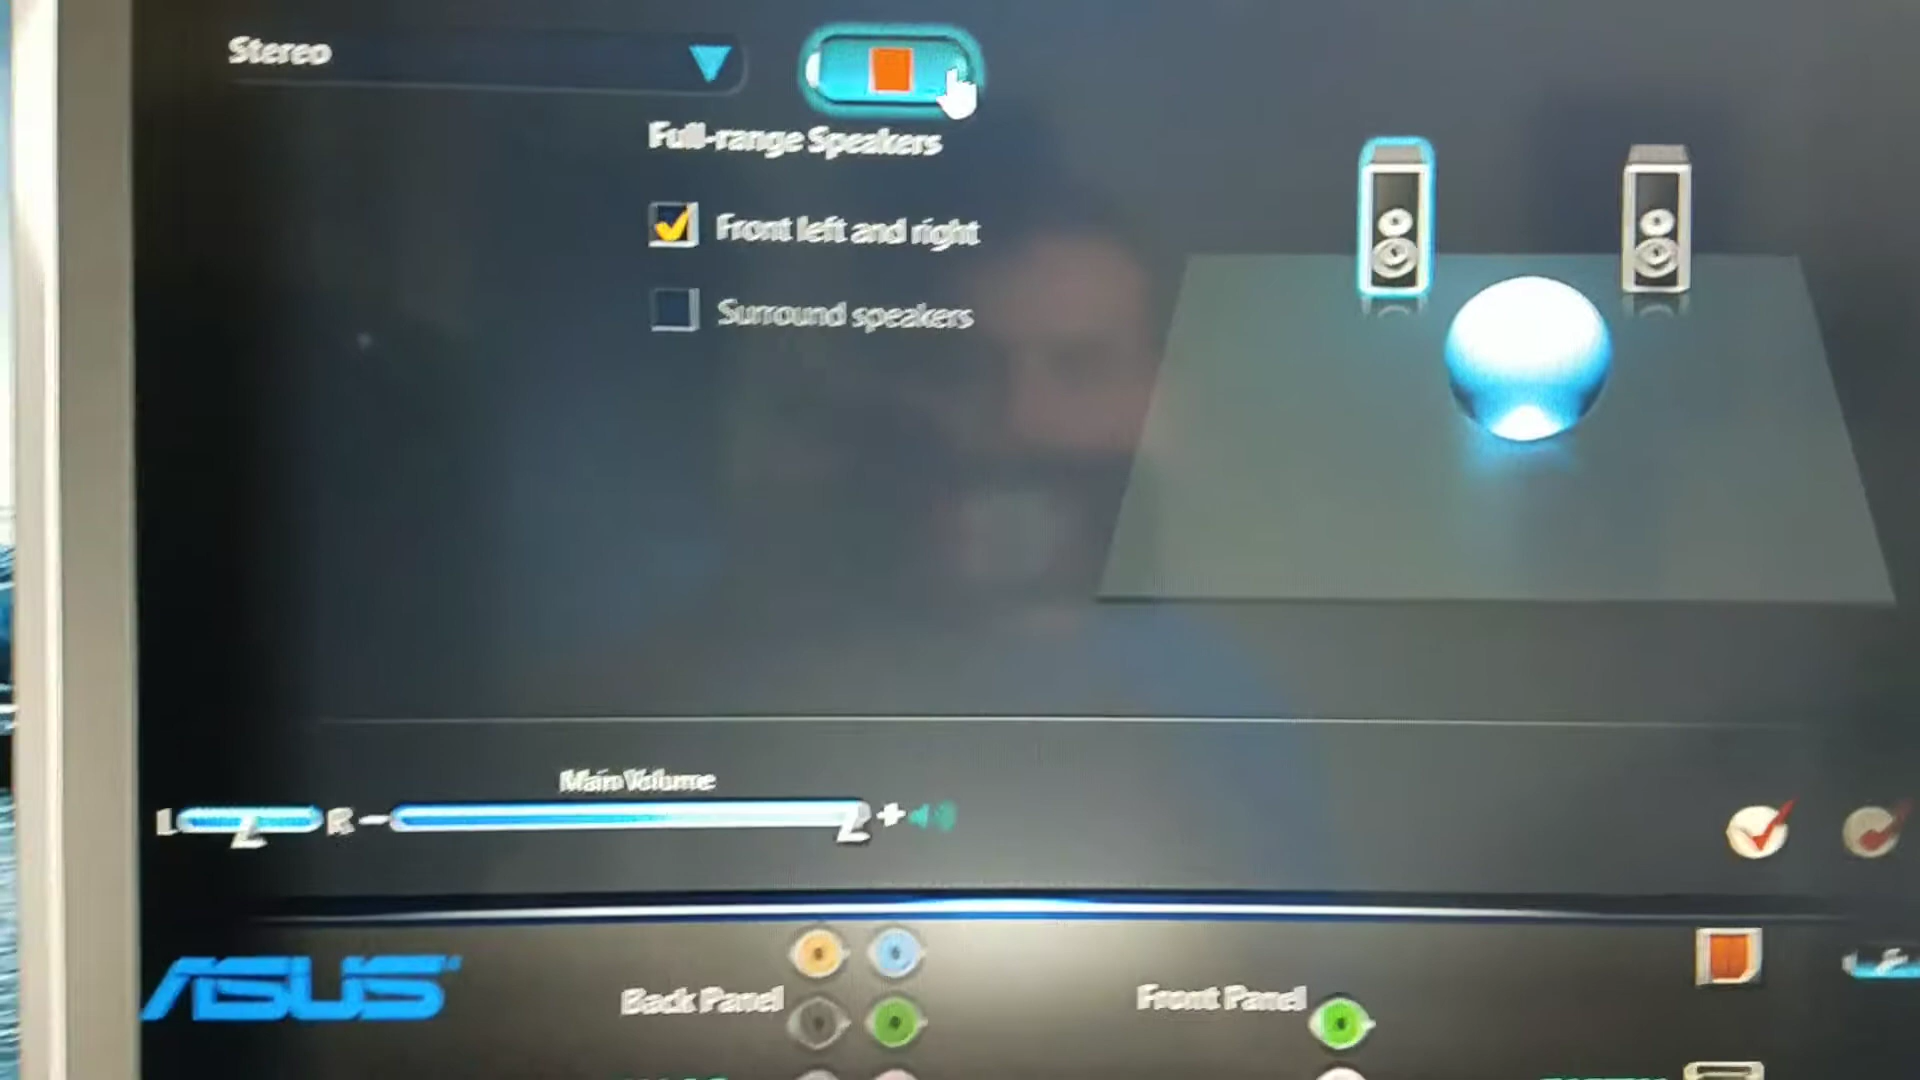 Stereo
Full-range Speakers
Front left and right
Surround speakers
Main Volume
L R − +
ASUS
Back Panel
Front Panel